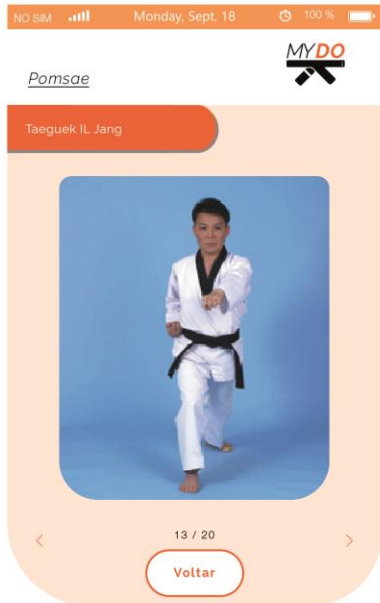 NO SIM Monday, Sept. 18 100 %
MYDO
Pomsae
Taeguek IL Jang
13 / 20
Voltar